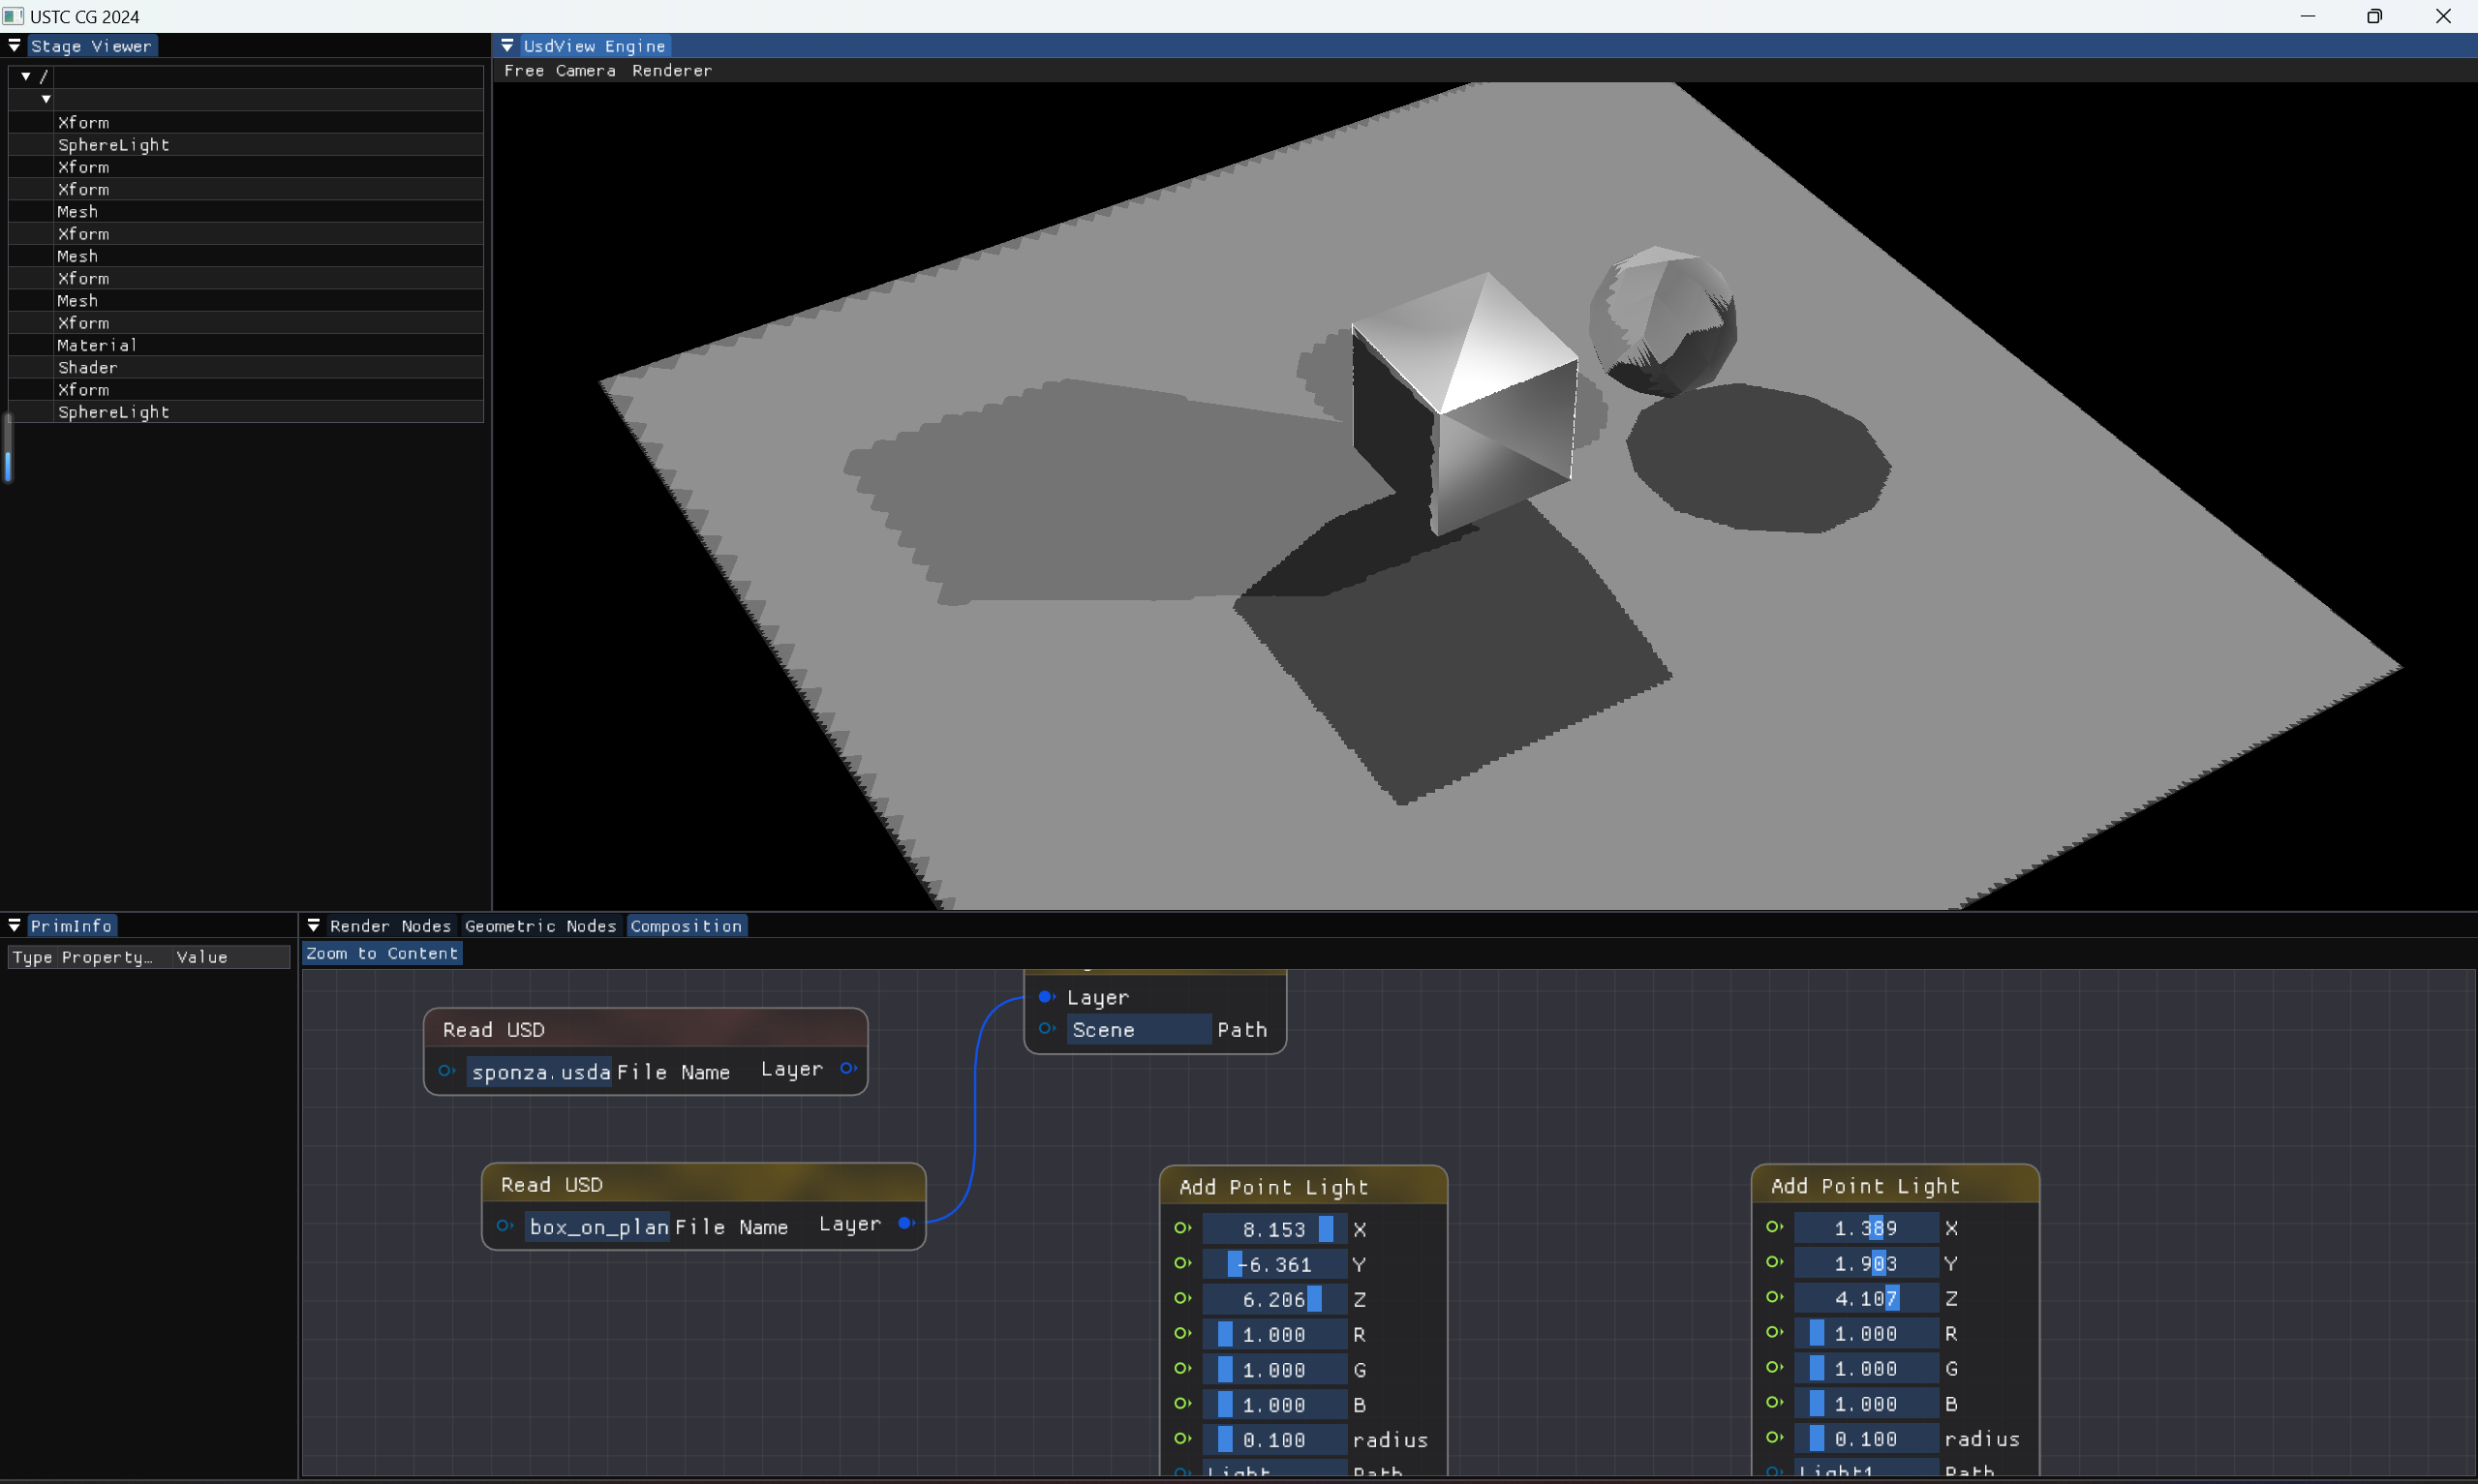 USTC CG 2024
Stage Viewer
/
Xform
SphereLight
Xform
Xform
Mesh
Xform
Mesh
Xform
Mesh
Xform
Material
Shader
Xform
SphereLight
UsdView Engine
Free Camera Renderer
PrimInfo
Type Property… Value
Render Nodes Geometric Nodes Composition
Zoom to Content
Read USD
sponza.usda File Name Layer
Layer
Scene Path
Read USD
box_on_plan File Name Layer
Add Point Light
8.153 X
-6.361 Y
6.206 Z
1.000 R
1.000 G
1.000 B
0.100 radius
Light Path
Add Point Light
1.389 X
1.903 Y
4.107 Z
1.000 R
1.000 G
1.000 B
0.100 radius
Light1 Path